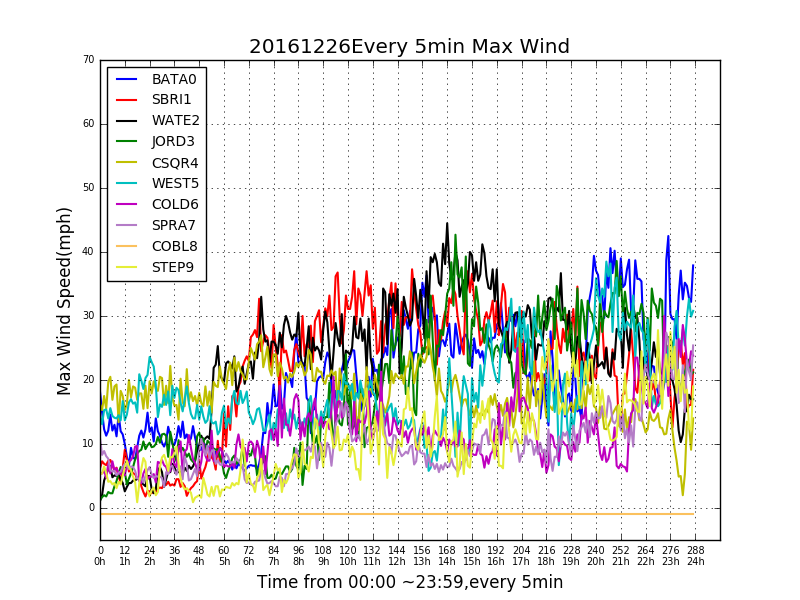 20161226Every 5min Max Wind
70
60
50
40
30
20
10
0
Max Wind Speed(mph)
BATA0
SBRI1
WATE2
JORD3
CSQR4
WEST5
COLD6
SPRA7
COBL8
STEP9
0 12 24 36 48 60 72 84 96 108 120 132 144 156 168 180 192 204 216 228 240 252 264 276 288
0h 1h 2h 3h 4h 5h 6h 7h 8h 9h 10h 11h 12h 13h 14h 15h 16h 17h 18h 19h 20h 21h 22h 23h 24h
Time from 00:00 ~23:59,every 5min